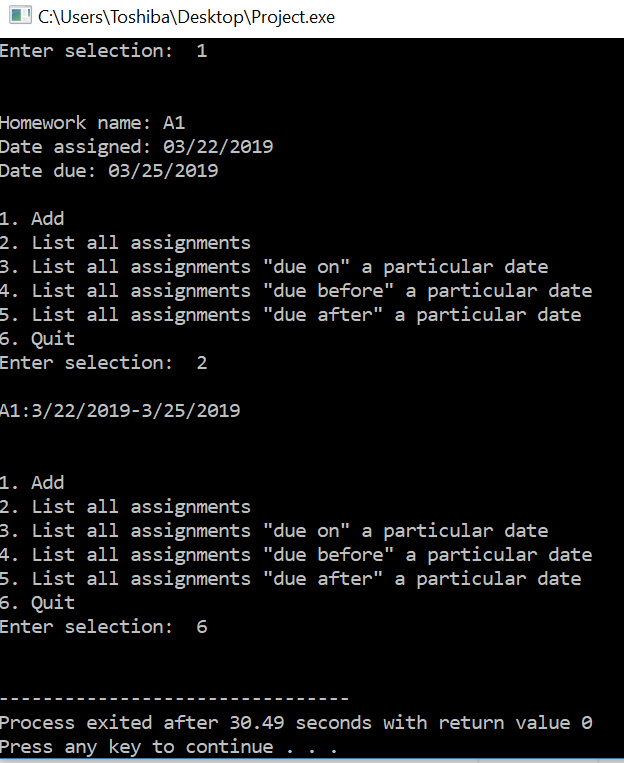 C:\Users\Toshiba\Desktop\Project.exe
Enter selection:  1
Homework name: A1
Date assigned: 03/22/2019
Date due: 03/25/2019
1. Add
2. List all assignments
3. List all assignments "due on" a particular date
4. List all assignments "due before" a particular date
5. List all assignments "due after" a particular date
6. Quit
Enter selection:  2
A1:3/22/2019-3/25/2019
1. Add
2. List all assignments
3. List all assignments "due on" a particular date
4. List all assignments "due before" a particular date
5. List all assignments "due after" a particular date
6. Quit
Enter selection:  6
--------------------------------
Process exited after 30.49 seconds with return value 0
Press any key to continue . . .